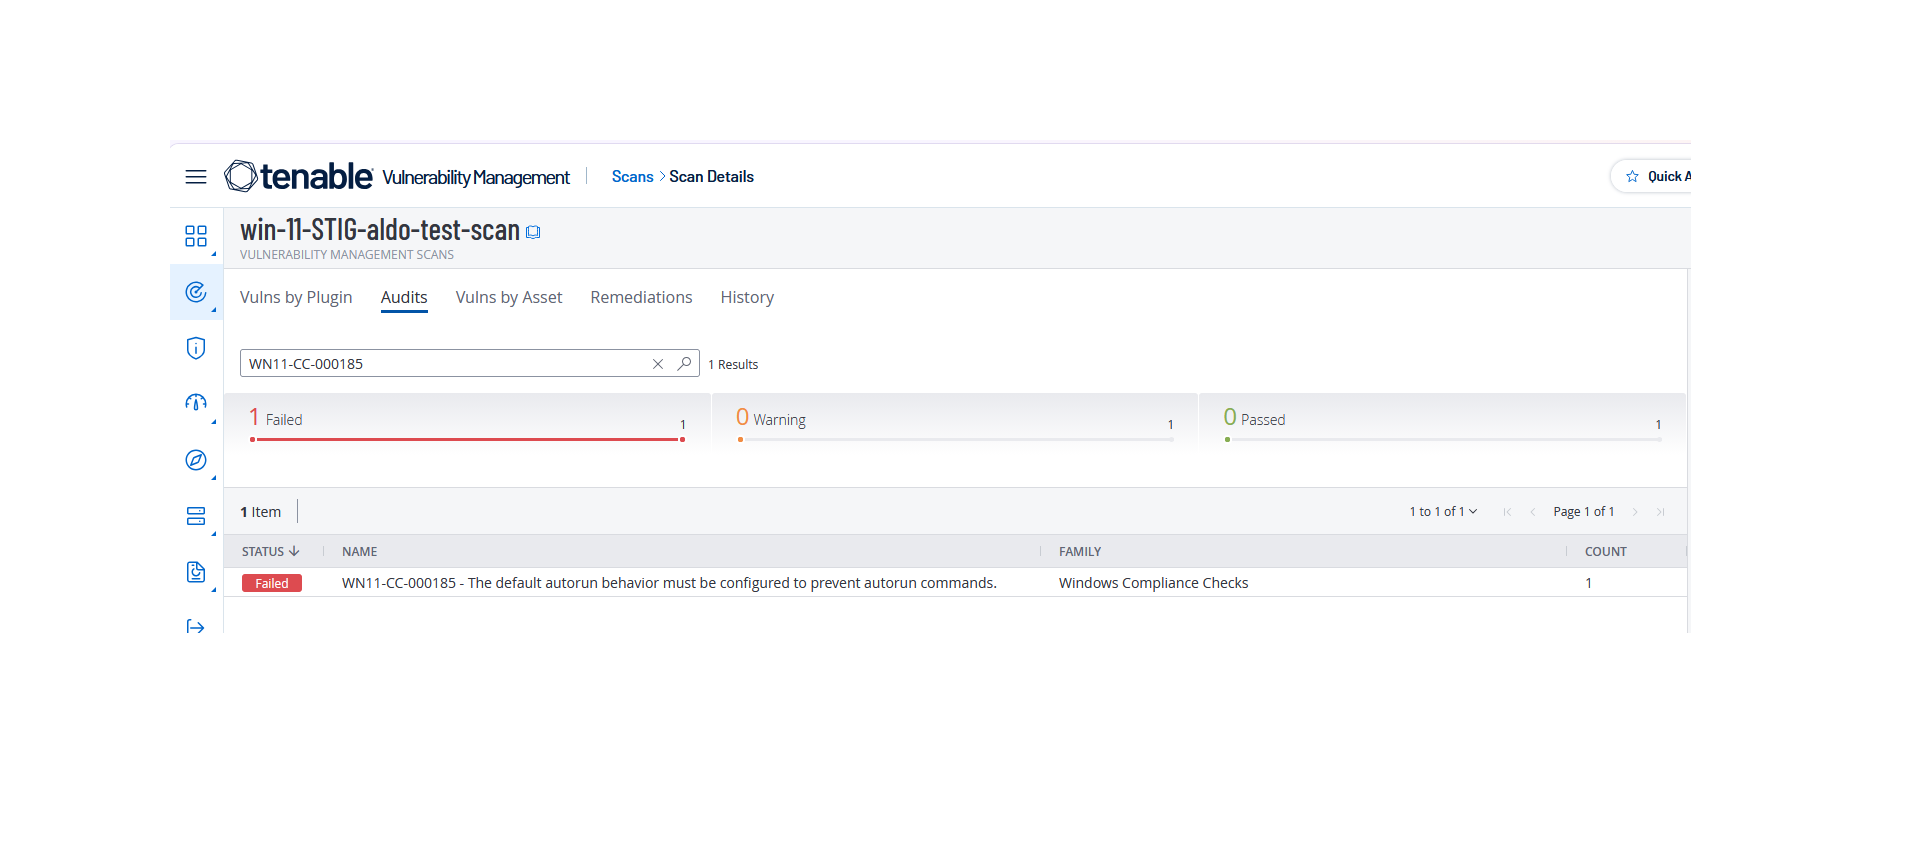 tenable Vulnerability Management Scans > Scan Details Quick A
win-11-STIG-aldo-test-scan
VULNERABILITY MANAGEMENT SCANS
Vulns by Plugin Audits Vulns by Asset Remediations History
WN11-CC-000185 1 Results
1 Failed 1 0 Warning 1 0 Passed 1
1 Item 1 to 1 of 1 Page 1 of 1
STATUS NAME FAMILY COUNT
Failed WN11-CC-000185 - The default autorun behavior must be configured to prevent autorun commands. Windows Compliance Checks 1